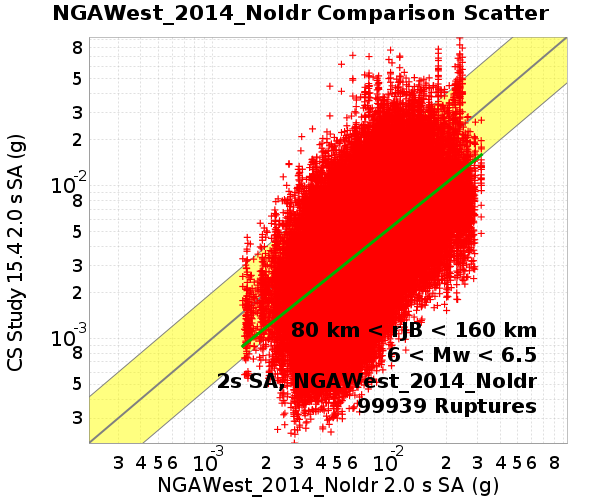 NGAWest_2014_NoIdr Comparison Scatter
CS Study 15.4 2.0 s SA (g)
8
5
3
2
10-2
8
5
3
2
10-3
8
5
3
80 km < rJB < 160 km
6 < Mw < 6.5
2s SA, NGAWest_2014_NoIdr
99939 Ruptures
3 4 5 6 8 10-3 2 3 4 5 6 8 10-2 2 3 4 5 6 8
NGAWest_2014_NoIdr 2.0 s SA (g)